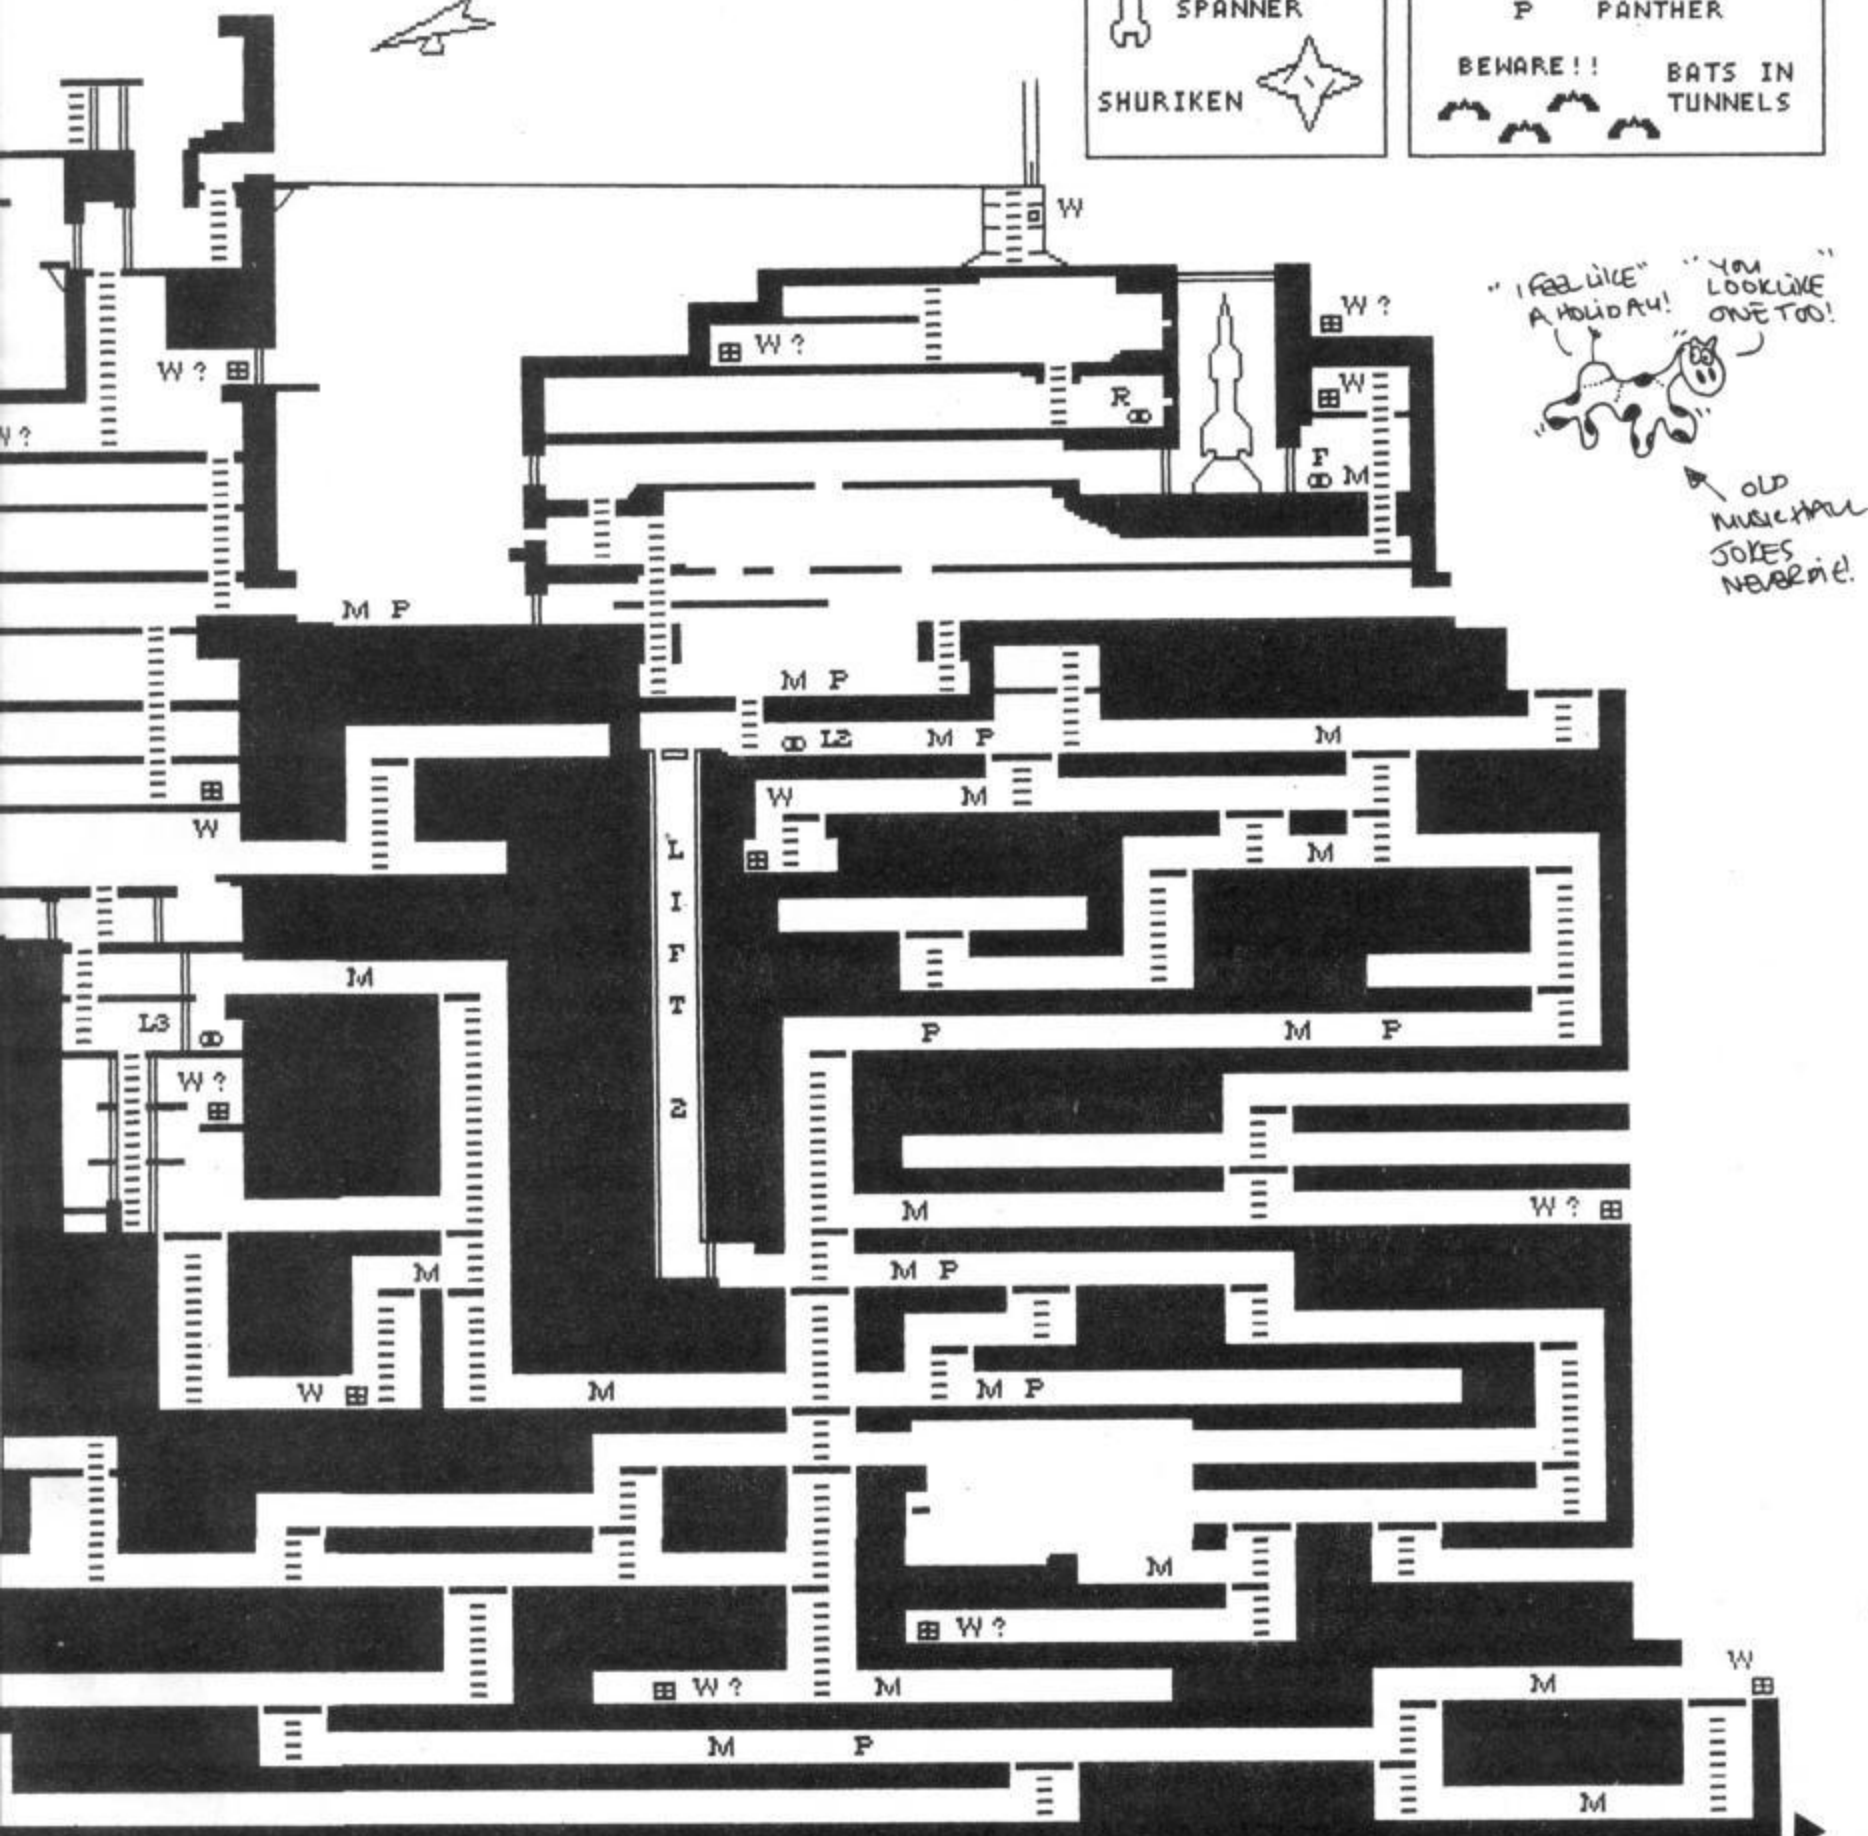 SPANNER
SHURIKEN
P PANTHER
BEWARE!! BATS IN
TUNNELS
W
"I FEEL LIKE"
A HOLIDAY!
"YOU"
LOOK LIKE
ONE TOO!
W?
W?
W?
W
R
W?
F
M
OLD
MUSIC HALL
JOKES
NEVER DIE!
M P
M P
L2
M P
M
W
M
W
L
I
F
T
2
M
M
L3
P
M P
W?
M
W?
M
M P
W
M
M P
M
W?
W?
M
M
W
M P
M